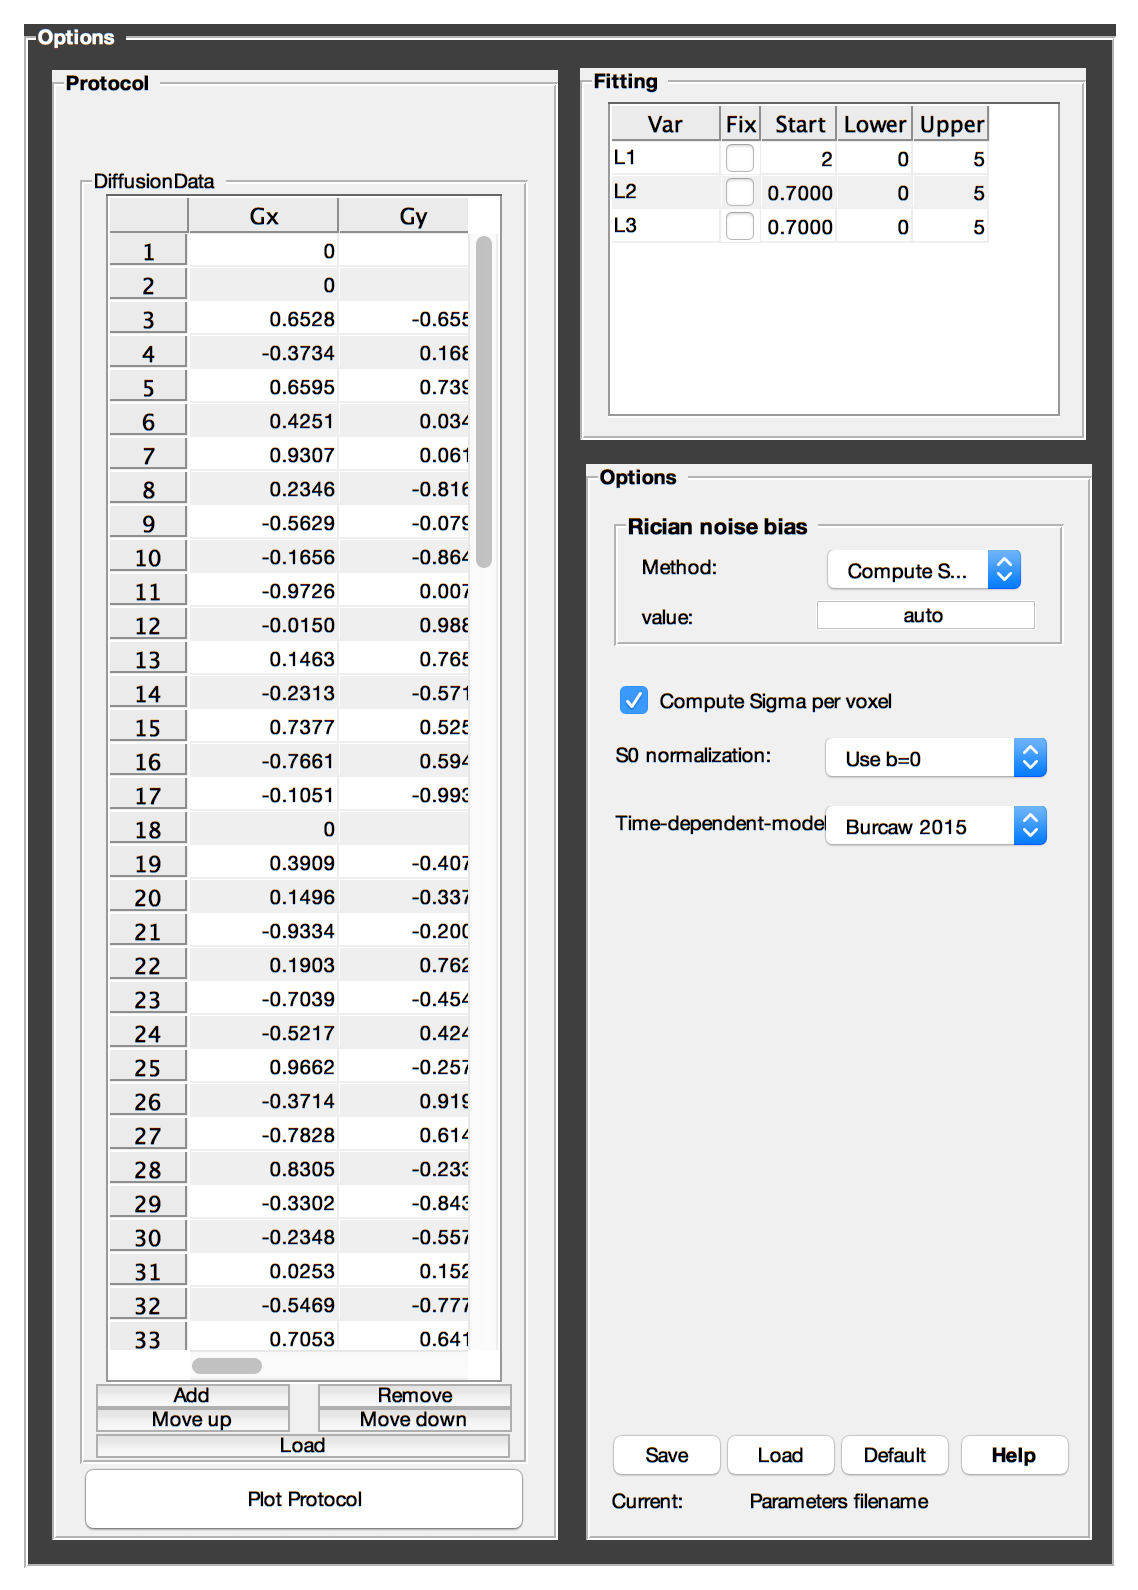 Options
Protocol
DiffusionData
Gx Gy
1 0
2 0
3 0.6528 -0.655
4 -0.3734 0.168
5 0.6595 0.739
6 0.4251 0.034
7 0.9307 0.061
8 0.2346 -0.816
9 -0.5629 -0.079
10 -0.1656 -0.864
11 -0.9726 0.007
12 -0.0150 0.988
13 0.1463 0.765
14 -0.2313 -0.571
15 0.7377 0.525
16 -0.7661 0.594
17 -0.1051 -0.993
18 0
19 0.3909 -0.407
20 0.1496 -0.337
21 -0.9334 -0.200
22 0.1903 0.762
23 -0.7039 -0.454
24 -0.5217 0.424
25 0.9662 -0.257
26 -0.3714 0.919
27 -0.7828 0.614
28 0.8305 -0.233
29 -0.3302 -0.843
30 -0.2348 -0.557
31 0.0253 0.152
32 -0.5469 -0.777
33 0.7053 0.641
Add Remove
Move up Move down
Load
Plot Protocol
Fitting
Var Fix Start Lower Upper
L1 2 0 5
L2 0.7000 0 5
L3 0.7000 0 5
Options
Rician noise bias
Method: Compute S...
value: auto
Compute Sigma per voxel
S0 normalization: Use b=0
Time-dependent-model Burcaw 2015
Save Load Default Help
Current: Parameters filename